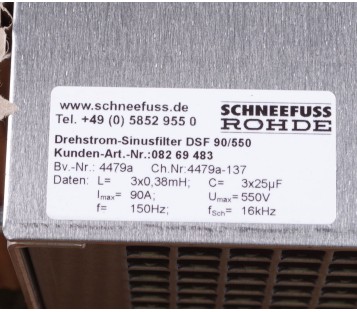 www.schneefuss.de
Tel. +49 (0) 5852 955 0
SCHNEEFUSS
ROHDE
Drehstrom-Sinusfilter DSF 90/550
Kunden-Art.-Nr.:082 69 483
Bv.-Nr.: 4479a Ch.Nr:4479a-137
Daten: L= 3x0,38mH; C= 3x25µF
Imax= 90A; Umax= 550V
f= 150Hz; fSch= 16kHz